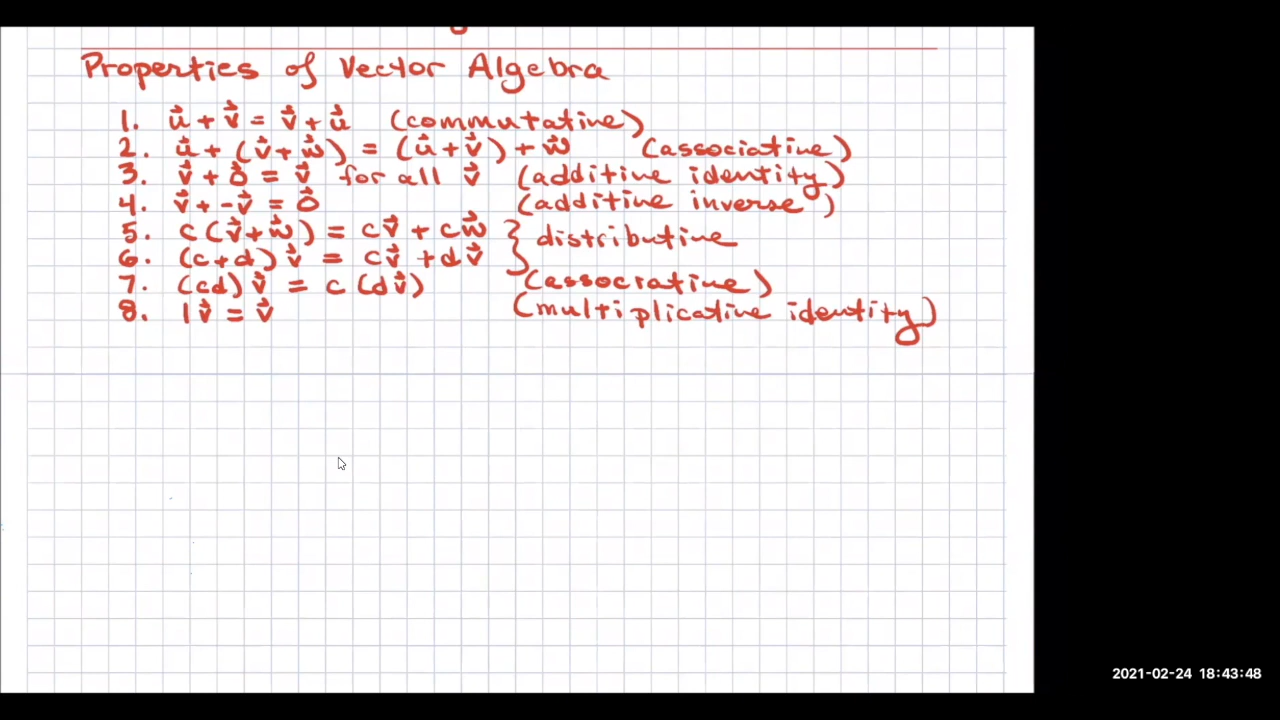 Properties of Vector Algebra
1. u⃗ + v⃗ = v⃗ + u⃗ (commutative)
2. u⃗ + (v⃗ + w⃗) = (u⃗ + v⃗) + w⃗ (associative)
3. v⃗ + 0⃗ = v⃗ for all v⃗ (additive identity)
4. v⃗ + -v⃗ = 0⃗ (additive inverse)
5. c(v⃗ + w⃗) = cv⃗ + cw⃗ } distributive
6. (c+d)v⃗ = cv⃗ + dv⃗
7. (cd)v⃗ = c(dv⃗) (associative)
8. 1v⃗ = v⃗ (multiplicative identity)
2021-02-24 18:43:48